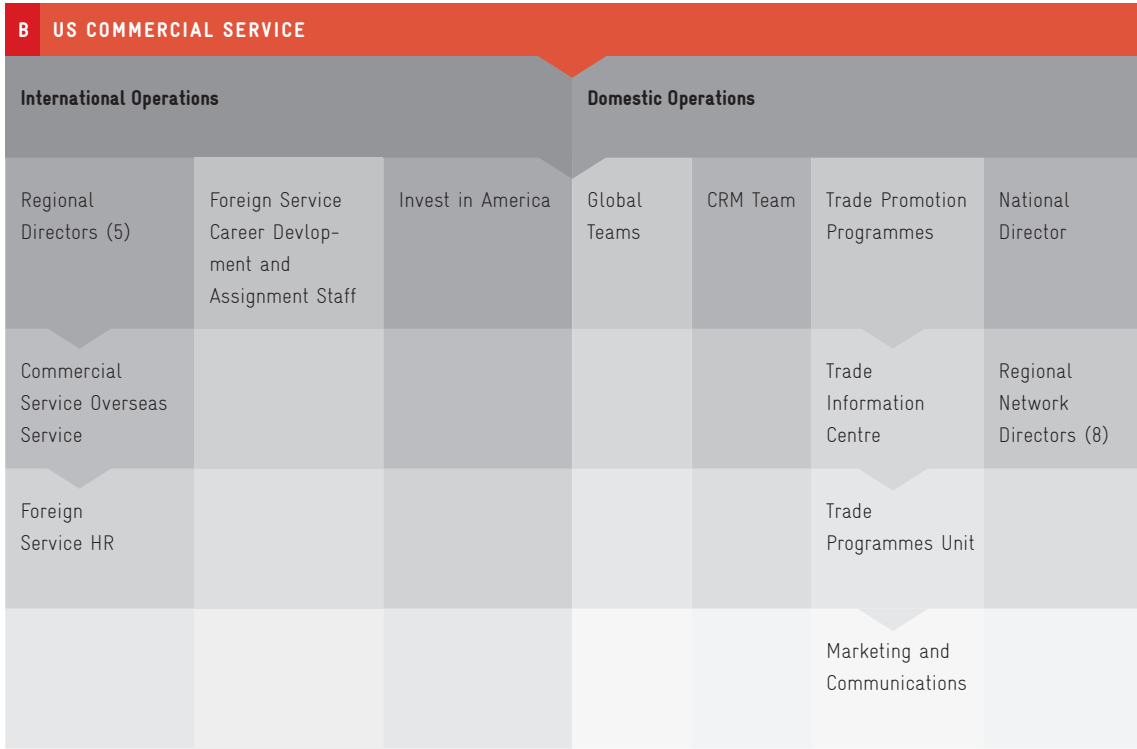 B US COMMERCIAL SERVICE
International Operations
Domestic Operations
Regional
Directors (5)
Foreign Service
Career Devlop-
ment and
Assignment Staff
Invest in America
Global
Teams
CRM Team
Trade Promotion
Programmes
National
Director
Commercial
Service Overseas
Service
Trade
Information
Centre
Regional
Network
Directors (8)
Foreign
Service HR
Trade
Programmes Unit
Marketing and
Communications